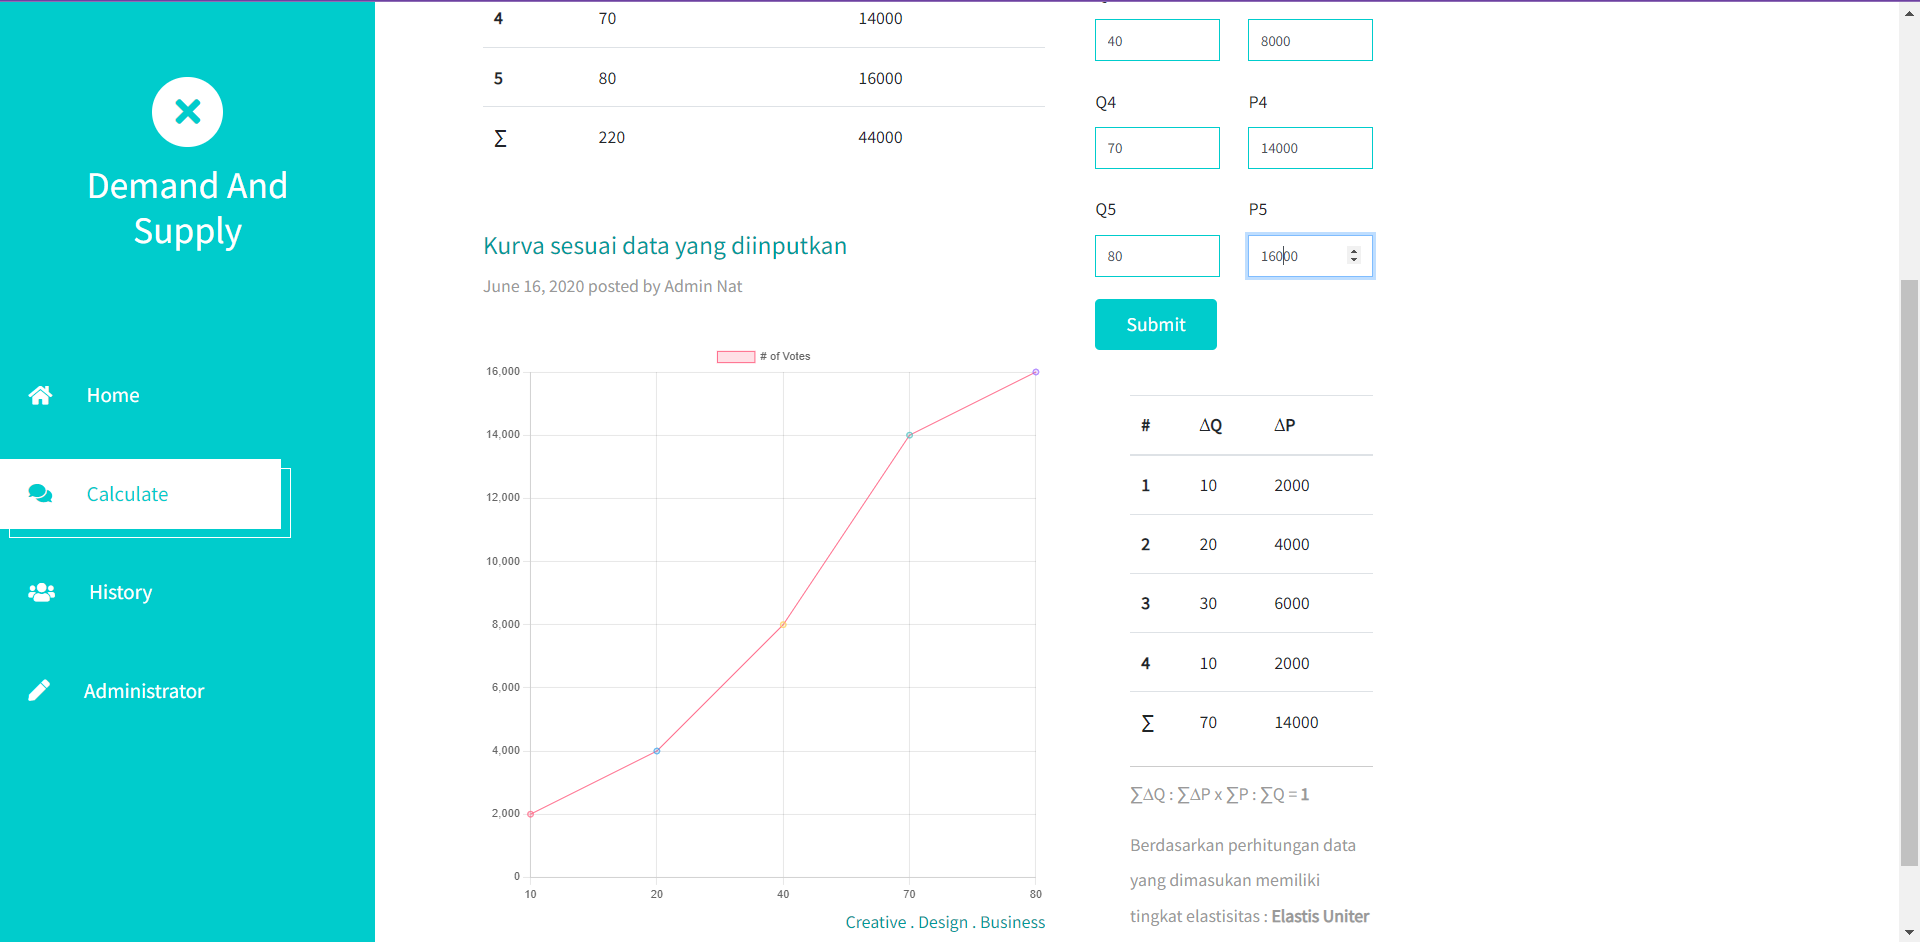 Demand And
Supply
Home
Calculate
History
Administrator
4 70 14000
5 80 16000
∑ 220 44000
Kurva sesuai data yang diinputkan
June 16, 2020 posted by Admin Nat
# of Votes
16,000
14,000
12,000
10,000
8,000
6,000
4,000
2,000
0
10 20 40 70 80
Creative . Design . Business
40 8000
Q4 P4
70 14000
Q5 P5
80 16000
Submit
# ∆Q ∆P
1 10 2000
2 20 4000
3 30 6000
4 10 2000
∑ 70 14000
∑∆Q : ∑∆P x ∑P : ∑Q = 1
Berdasarkan perhitungan data
yang dimasukan memiliki
tingkat elastisitas : Elastis Uniter